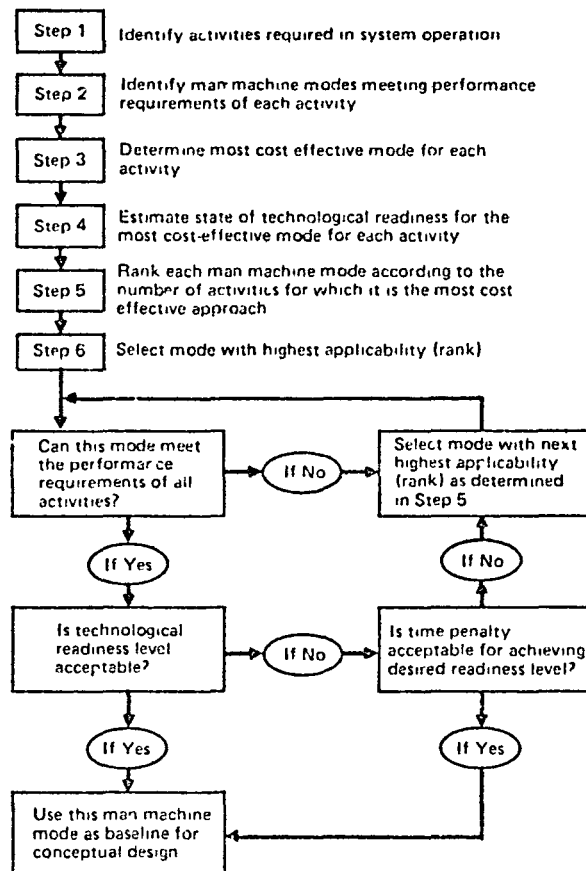 Step 1
Identify activities required in system operation
Step 2
Identify man machine modes meeting performance
requirements of each activity
Step 3
Determine most cost effective mode for each
activity
Step 4
Estimate state of technological readiness for the
most cost-effective mode for each activity
Step 5
Rank each man machine mode according to the
number of activities for which it is the most cost
effective approach
Step 6
Select mode with highest applicability (rank)
Can this mode meet
the performance
requirements of all
activities?
If No
Select mode with next
highest applicability
(rank) as determined
in Step 5
If Yes
If No
Is technological
readiness level
acceptable?
If No
Is time penalty
acceptable for achieving
desired readiness level?
If Yes
If Yes
Use this man machine
mode as baseline for
conceptual design